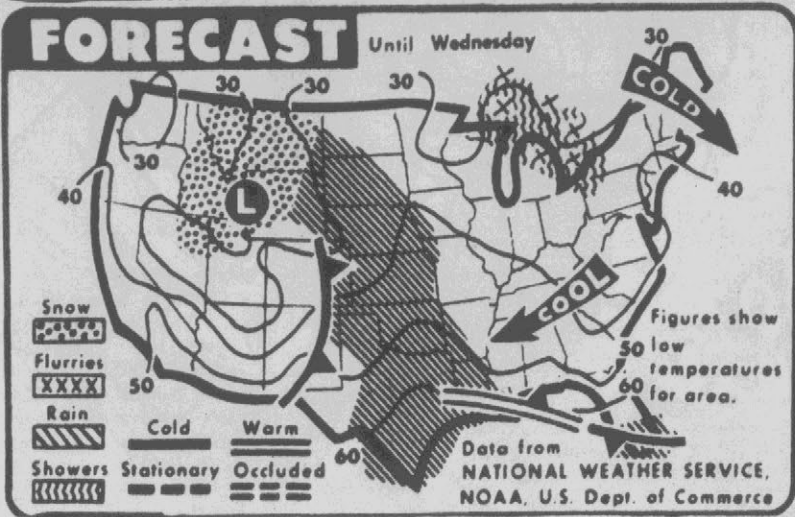 FORECAST Until Wednesday
30
30
30
30
30
COLD
40
40
L
COOL
Snow
Flurries
XXXX
Rain
Showers
50
Cold
Warm
Stationary
Occluded
60
50
60
Figures show
low
temperatures
for area.
Data from
NATIONAL WEATHER SERVICE,
NOAA, U.S. Dept. of Commerce